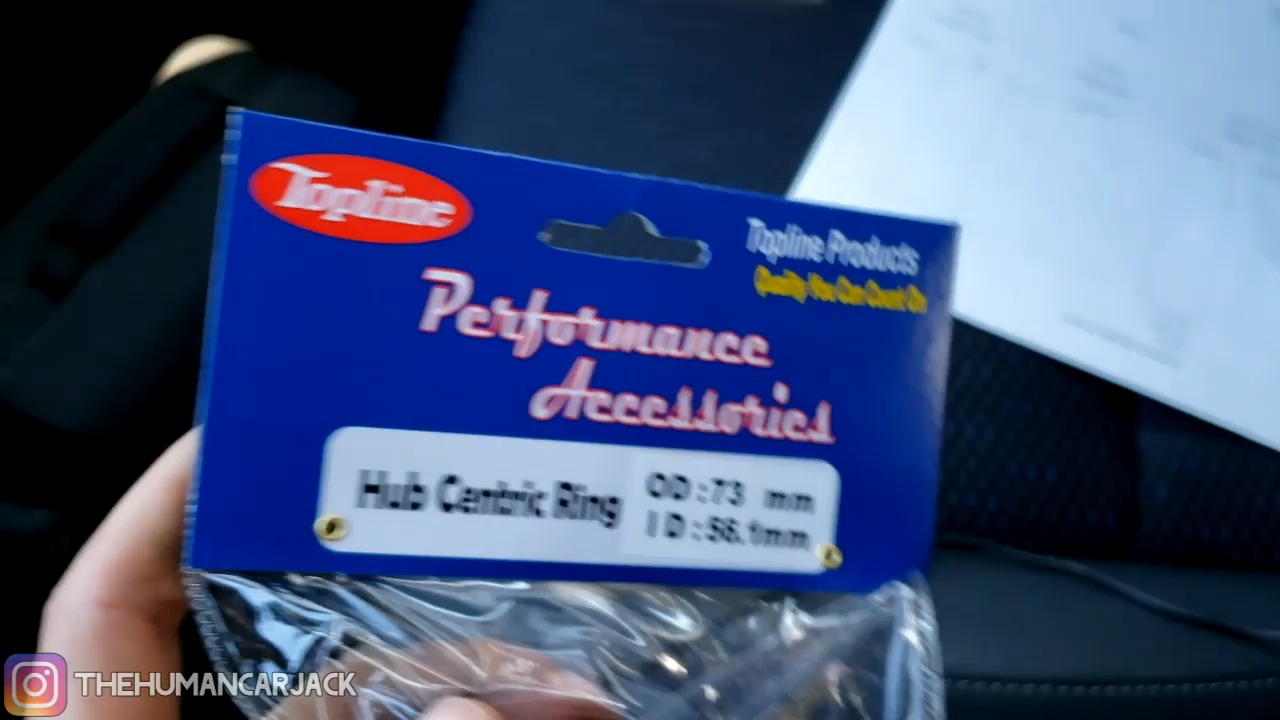 Topline
Topline Products
Quality You Can Count On
Performance
Accessories
Hub Centric Ring
OD:73 mm
ID:56.1mm
THEHUMANCARJACK